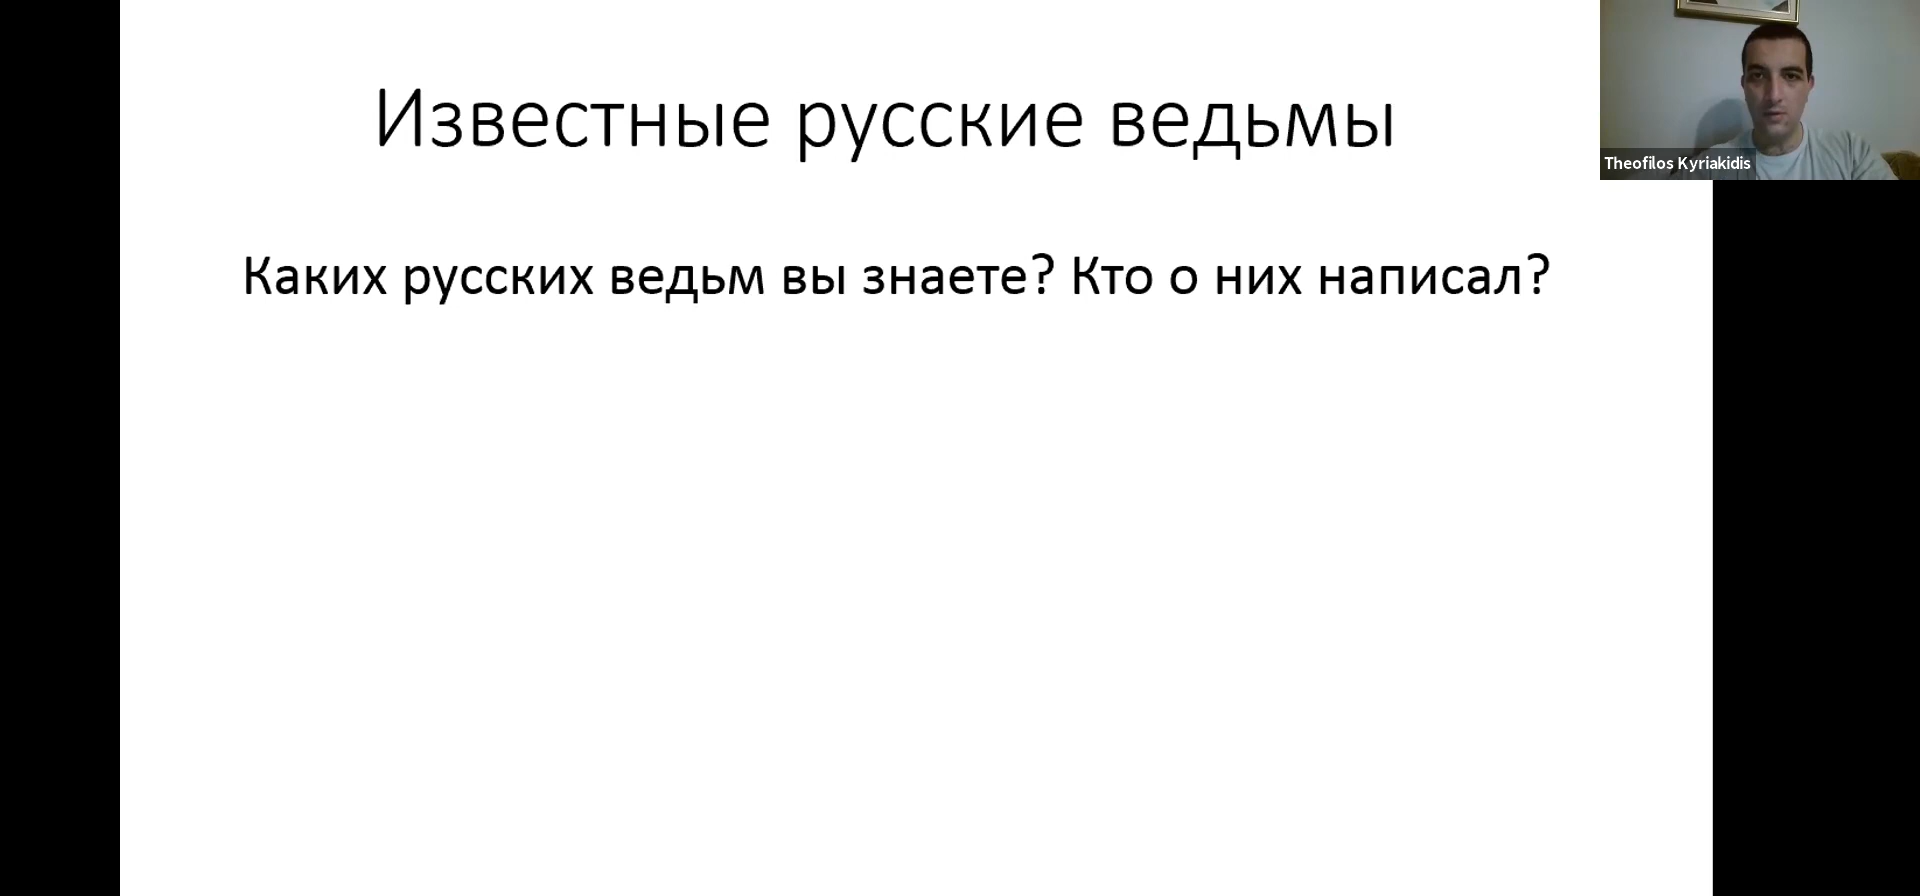 Известные русские ведьмы
Theofilos Kyriakidis
Каких русских ведьм вы знаете? Кто о них написал?